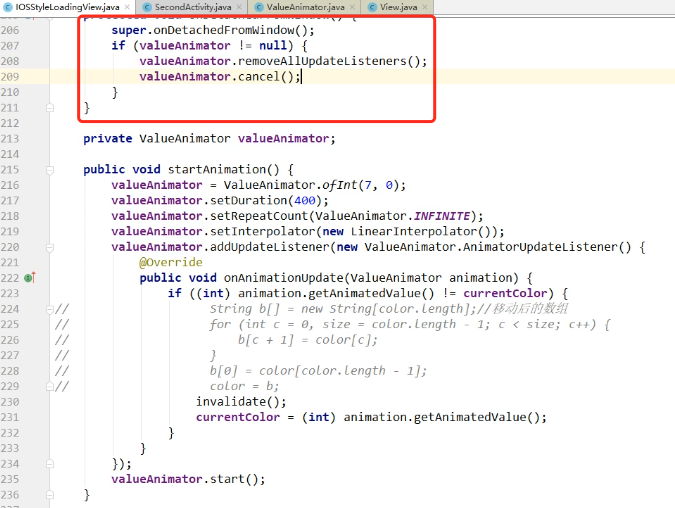 IOSStyleLoadingView.java × SecondActivity.java × ValueAnimator.java × View.java ×
206 super.onDetachedFromWindow();
207 if (valueAnimator != null) {
208 valueAnimator.removeAllUpdateListeners();
209 valueAnimator.cancel();
210 }
211 }
212
213 private ValueAnimator valueAnimator;
214
215 public void startAnimation() {
216 valueAnimator = ValueAnimator.ofInt(7, 0);
217 valueAnimator.setDuration(400);
218 valueAnimator.setRepeatCount(ValueAnimator.INFINITE);
219 valueAnimator.setInterpolator(new LinearInterpolator());
220 valueAnimator.addUpdateListener(new ValueAnimator.AnimatorUpdateListener() {
221 @Override
222 public void onAnimationUpdate(ValueAnimator animation) {
223 if ((int) animation.getAnimatedValue() != currentColor) {
224 // String b[] = new String[color.length];//移动后的数组
225 // for (int c = 0, size = color.length - 1; c < size; c++) {
226 // b[c + 1] = color[c];
227 // }
228 // b[0] = color[color.length - 1];
229 // color = b;
230 invalidate();
231 currentColor = (int) animation.getAnimatedValue();
232 }
233 }
234 });
235 valueAnimator.start();
236 }